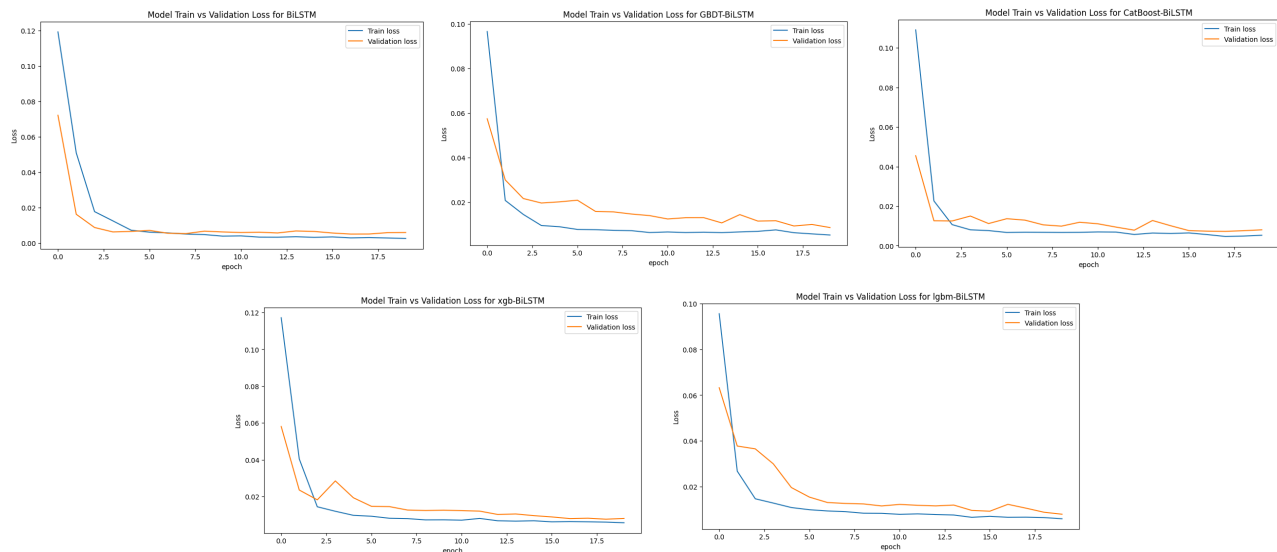 Model Train vs Validation Loss for BiLSTM
Train loss
Validation loss
0.12
0.10
0.08
0.06
0.04
0.02
0.00
Loss
0.0 2.5 5.0 7.5 10.0 12.5 15.0 17.5
epoch
Model Train vs Validation Loss for GBDT-BiLSTM
Train loss
Validation loss
0.10
0.08
0.06
0.04
0.02
Loss
0.0 2.5 5.0 7.5 10.0 12.5 15.0 17.5
epoch
Model Train vs Validation Loss for CatBoost-BiLSTM
Train loss
Validation loss
0.10
0.08
0.06
0.04
0.02
0.00
Loss
0.0 2.5 5.0 7.5 10.0 12.5 15.0 17.5
epoch
Model Train vs Validation Loss for xgb-BiLSTM
Train loss
Validation loss
0.12
0.10
0.08
0.06
0.04
0.02
Loss
0.0 2.5 5.0 7.5 10.0 12.5 15.0 17.5
epoch
Model Train vs Validation Loss for lgbm-BiLSTM
Train loss
Validation loss
0.10
0.08
0.06
0.04
0.02
Loss
0.0 2.5 5.0 7.5 10.0 12.5 15.0 17.5
epoch